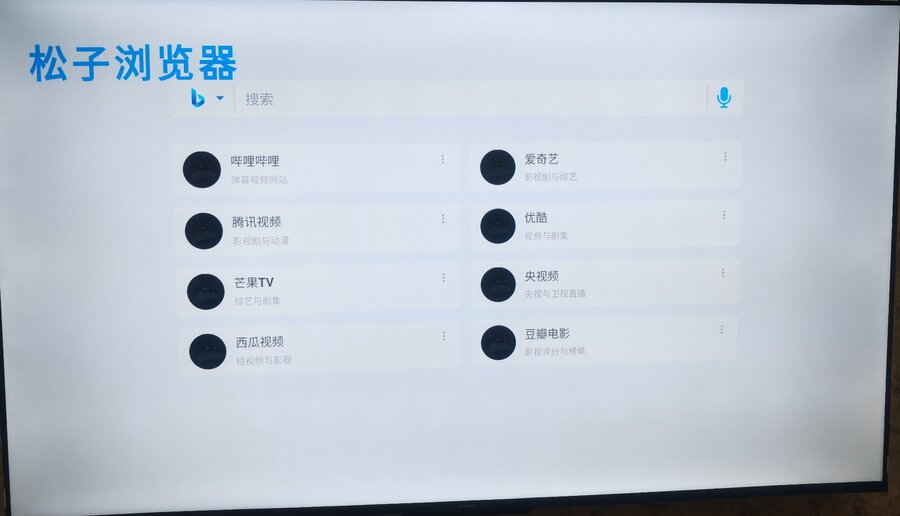 松子浏览器
搜索
哔哩哔哩
弹幕视频网站
爱奇艺
影视剧与综艺
腾讯视频
影视剧与动漫
优酷
视频与剧集
芒果TV
综艺与剧集
央视频
央视与卫视直播
西瓜视频
短视频与影视
豆瓣电影
影视评分与榜单